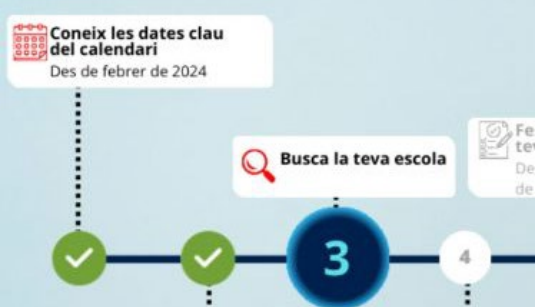 Coneix les dates clau
del calendari
Des de febrer de 2024
Busca la teva escola
3
4